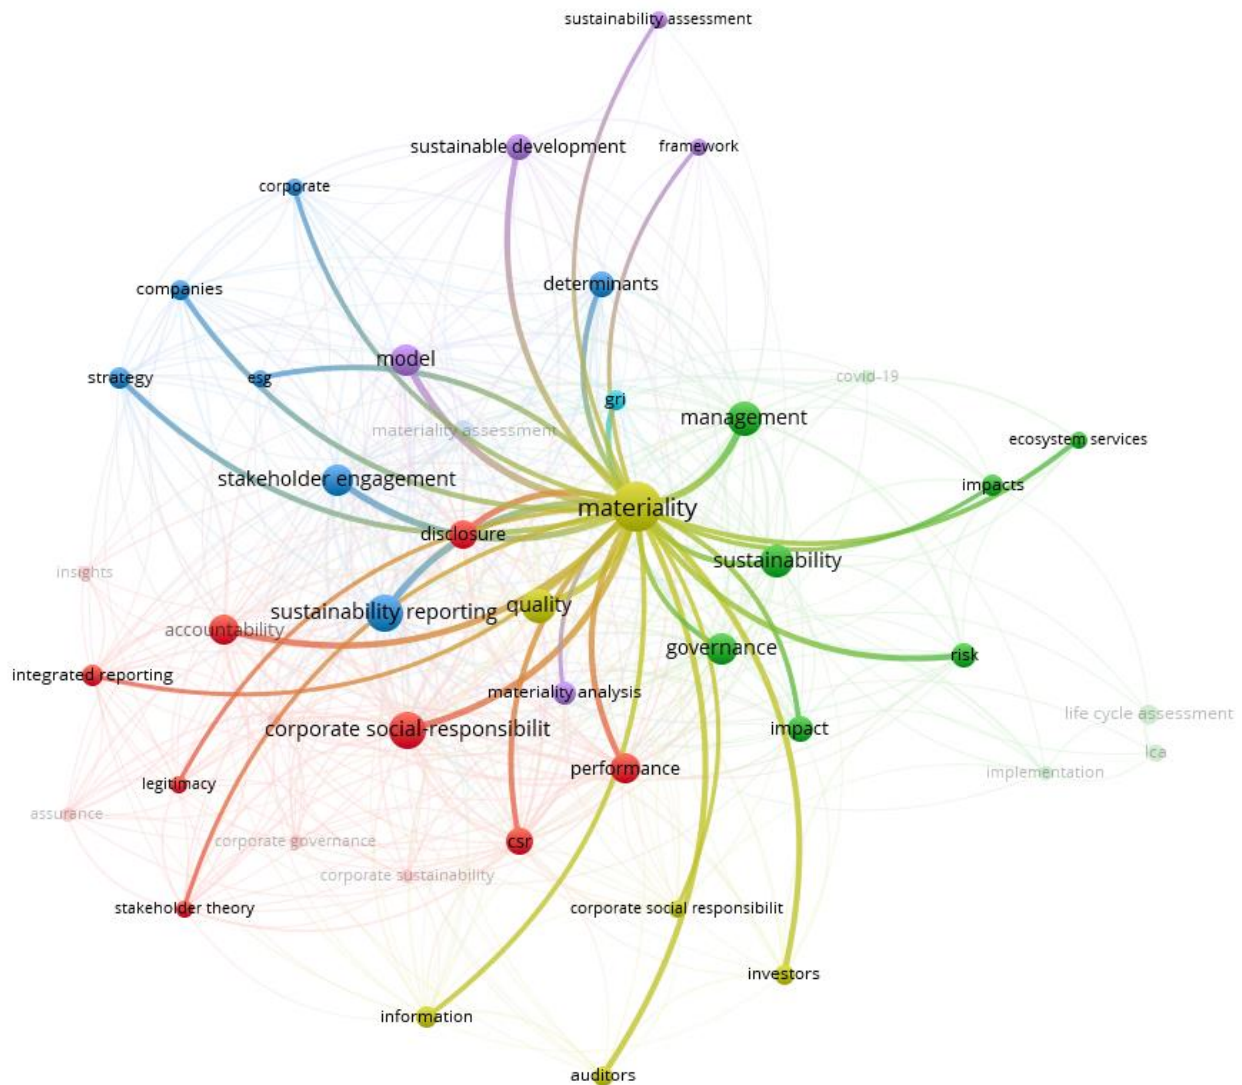 sustainability assessment
sustainable development
framework
corporate
determinants
companies
model
strategy
esg
covid-19
gri
management
materiality assessment
ecosystem services
stakeholder engagement
impacts
materiality
disclosure
sustainability
insights
sustainability reporting
quality
accountability
governance
risk
integrated reporting
materiality analysis
life cycle assessment
corporate social-responsibilit
impact
lca
performance
implementation
legitimacy
assurance
corporate governance
csr
corporate sustainability
stakeholder theory
corporate social responsibilit
investors
information
auditors